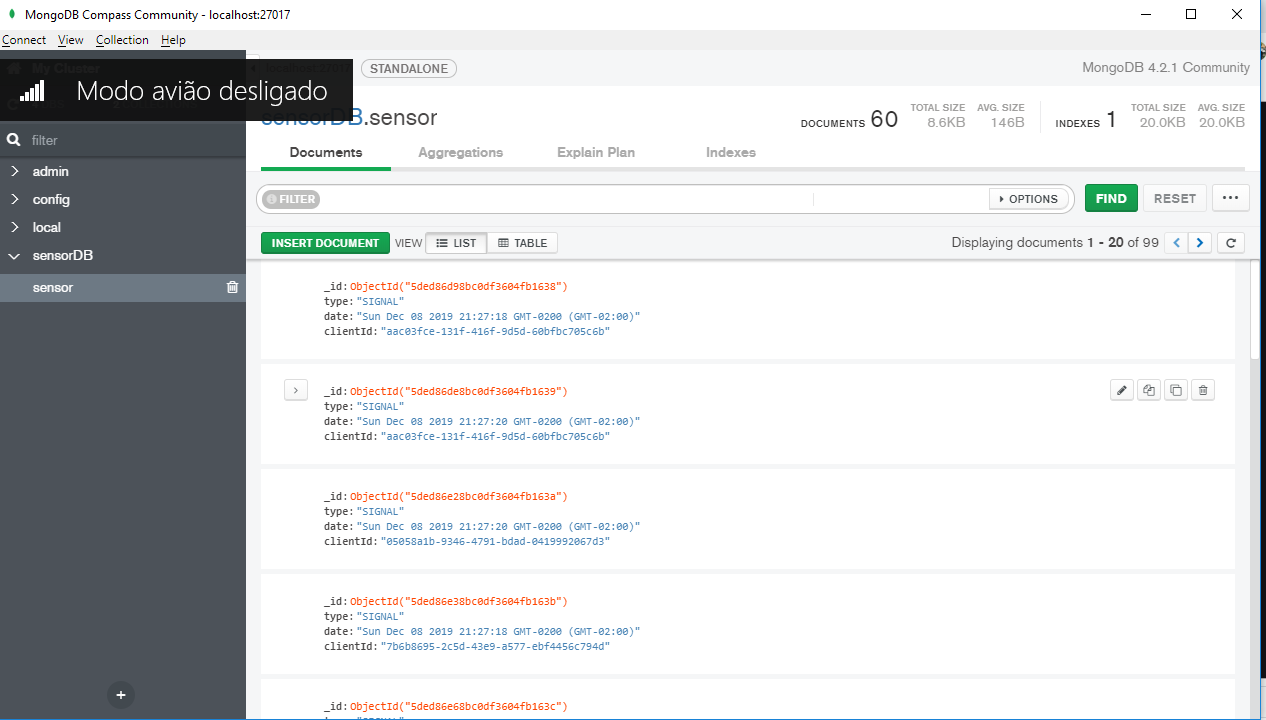 MongoDB Compass Community - localhost:27017
Connect View Collection Help
My Cluster
STANDALONE
MongoDB 4.2.1 Community
Modo avião desligado
sensorDB.sensor
DOCUMENTS 60 TOTAL SIZE 8.6KB AVG. SIZE 146B INDEXES 1 TOTAL SIZE 20.0KB AVG. SIZE 20.0KB
filter
Documents Aggregations Explain Plan Indexes
admin
config
local
sensorDB
sensor
FILTER OPTIONS FIND RESET ...
INSERT DOCUMENT VIEW LIST TABLE Displaying documents 1 - 20 of 99
_id: ObjectId("5ded86d98bc0df3604fb1638")
type: "SIGNAL"
date: "Sun Dec 08 2019 21:27:18 GMT-0200 (GMT-02:00)"
clientId: "aac03fce-131f-416f-9d5d-60bfbc705c6b"
_id: ObjectId("5ded86de8bc0df3604fb1639")
type: "SIGNAL"
date: "Sun Dec 08 2019 21:27:20 GMT-0200 (GMT-02:00)"
clientId: "aac03fce-131f-416f-9d5d-60bfbc705c6b"
_id: ObjectId("5ded86e28bc0df3604fb163a")
type: "SIGNAL"
date: "Sun Dec 08 2019 21:27:20 GMT-0200 (GMT-02:00)"
clientId: "05058a1b-9346-4791-bdad-0419992067d3"
_id: ObjectId("5ded86e38bc0df3604fb163b")
type: "SIGNAL"
date: "Sun Dec 08 2019 21:27:18 GMT-0200 (GMT-02:00)"
clientId: "7b6b8695-2c5d-43e9-a577-ebf4456c794d"
_id: ObjectId("5ded86e68bc0df3604fb163c")